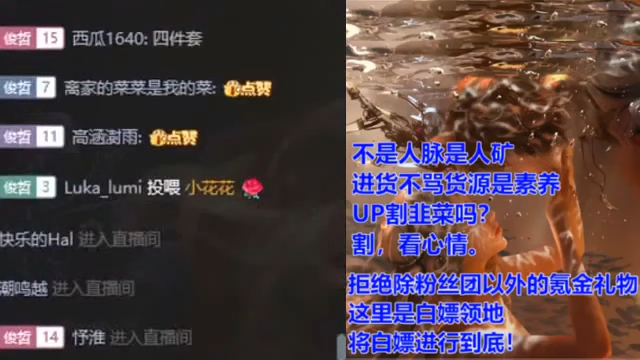 俊哲 15 西瓜1640: 四件套
俊哲 7 离家的菜菜是我的菜: 点赞
俊哲 11 高涵澍雨: 点赞
俊哲 3 Luka_lumi 投喂 小花花
快乐的Hal 进入直播间
潮鸣越 进入直播间
俊哲 14 怿淮 进入直播间
不是人脉是人矿
进货不骂货源是素养
UP割韭菜吗?
割，看心情。
拒绝除粉丝团以外的氪金礼物
这里是白嫖领地
将白嫖进行到底!